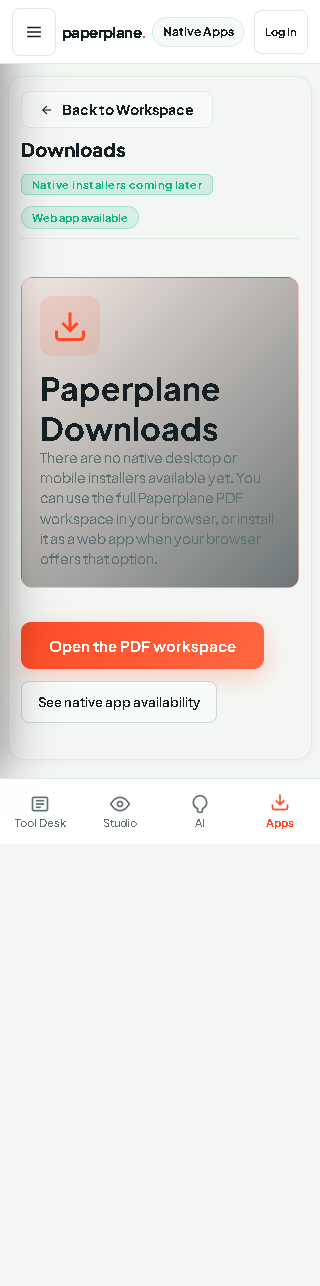 paperplane.
Native Apps
Log In
Back to Workspace
Downloads
Native installers coming later
Web app available
Paperplane
Downloads
There are no native desktop or
mobile installers available yet. You
can use the full Paperplane PDF
workspace in your browser, or install
it as a web app when your browser
offers that option.
Open the PDF workspace
See native app availability
Tool Desk
Studio
AI
Apps